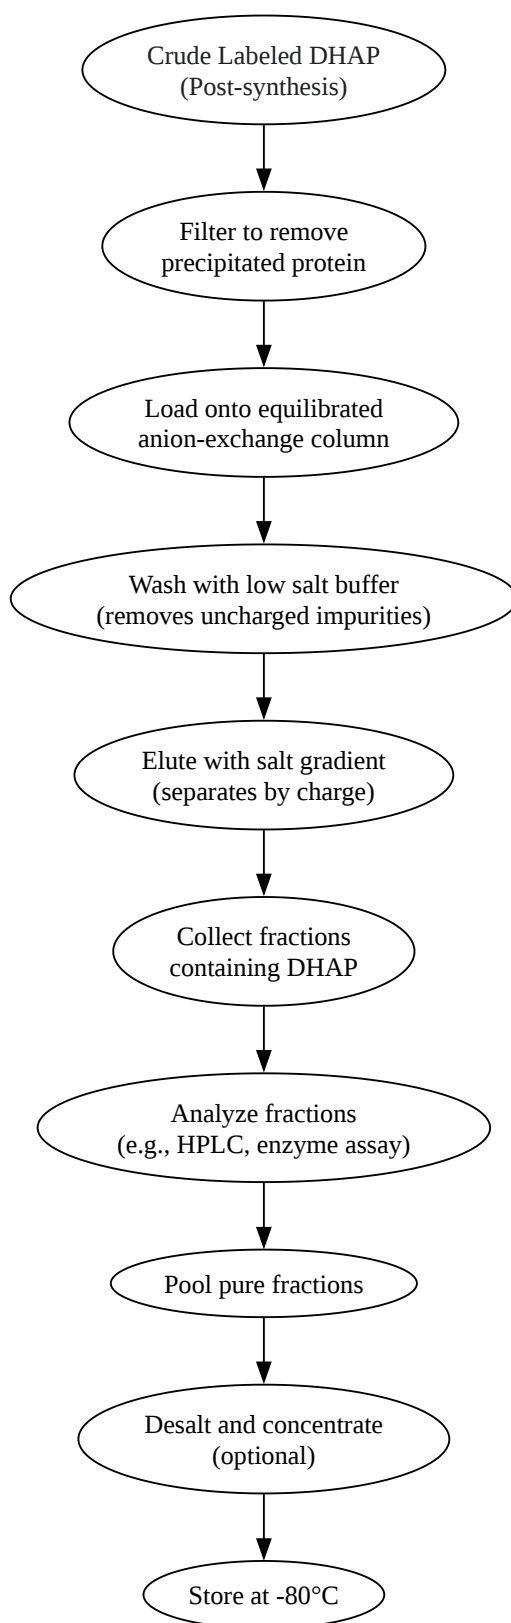 Crude Labeled DHAP
(Post-synthesis)
Filter to remove
precipitated protein
Load onto equilibrated
anion-exchange column
Wash with low salt buffer
(removes uncharged impurities)
Elute with salt gradient
(separates by charge)
Collect fractions
containing DHAP
Analyze fractions
(e.g., HPLC, enzyme assay)
Pool pure fractions
Desalt and concentrate
(optional)
Store at -80°C